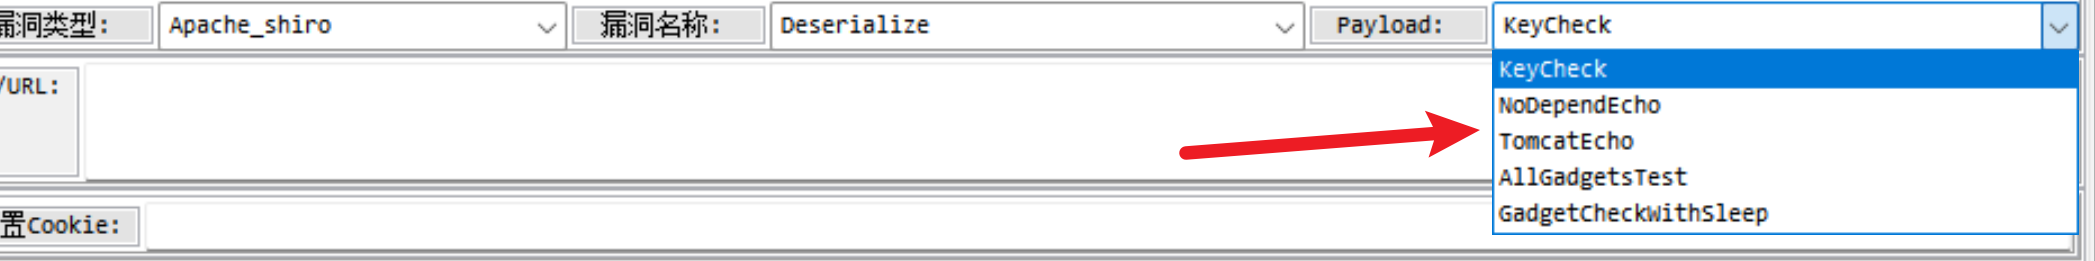 漏洞类型: Apache_shiro 漏洞名称: Deserialize Payload: KeyCheck
KeyCheck
/URL:
NoDependEcho
TomcatEcho
AllGadgetsTest
GadgetCheckWithSleep
置Cookie: